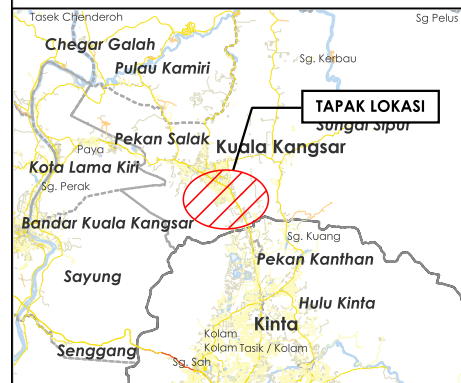 Tasek Chenderoh
Sg Pelus
Chegar Galah
Sg. Kerbau
Pulau Kamiri
TAPAK LOKASI
Sungai Siput
Pekan Salak
Kuala Kangsar
Paya
Kota Lama Kiri
Sg. Perak
Bandar Kuala Kangsar
Sg. Kuang
Pekan Kanthan
Sayung
Hulu Kinta
Kinta
Kolam
Kolam Tasik / Kolam
Senggang
Sg. Sah